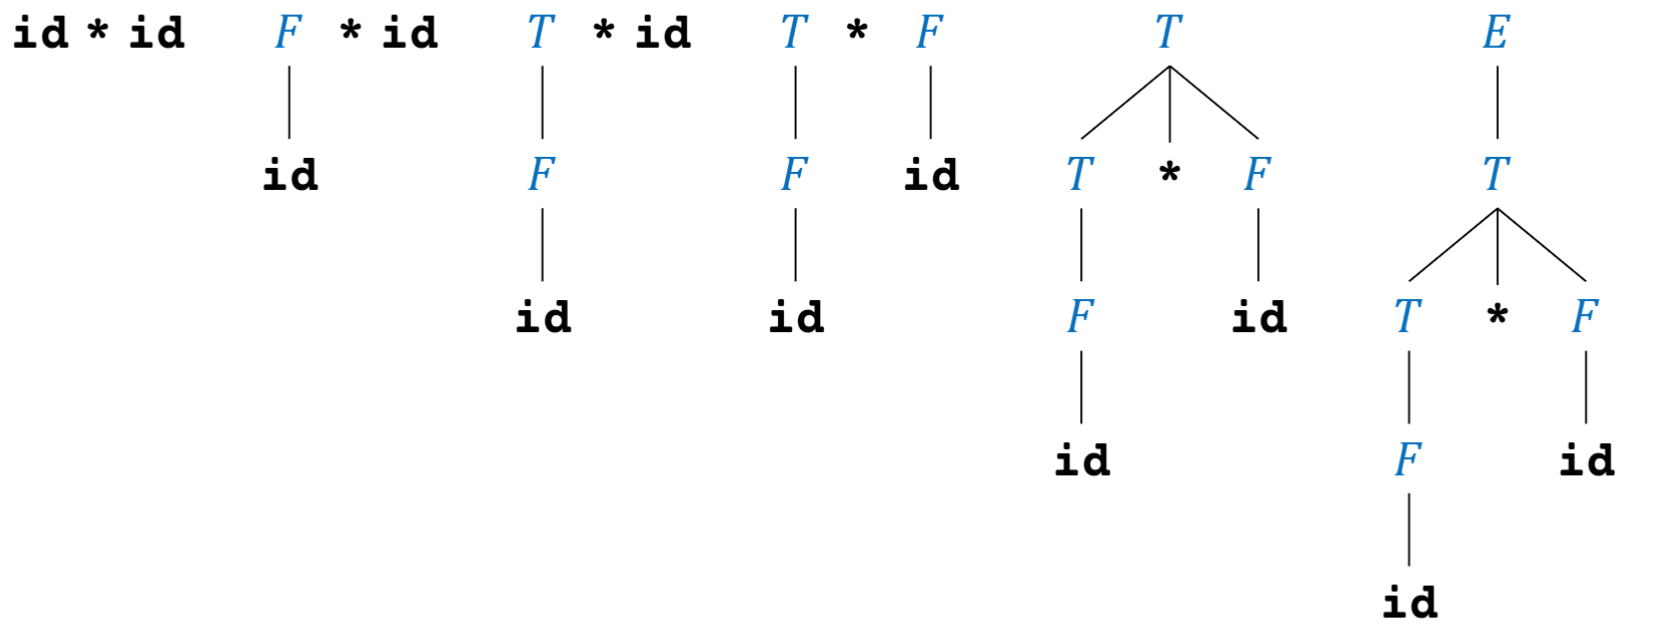 id * id F * id T * id T * F T E
id F F id T * F T
id id F id T * F
id F id
id